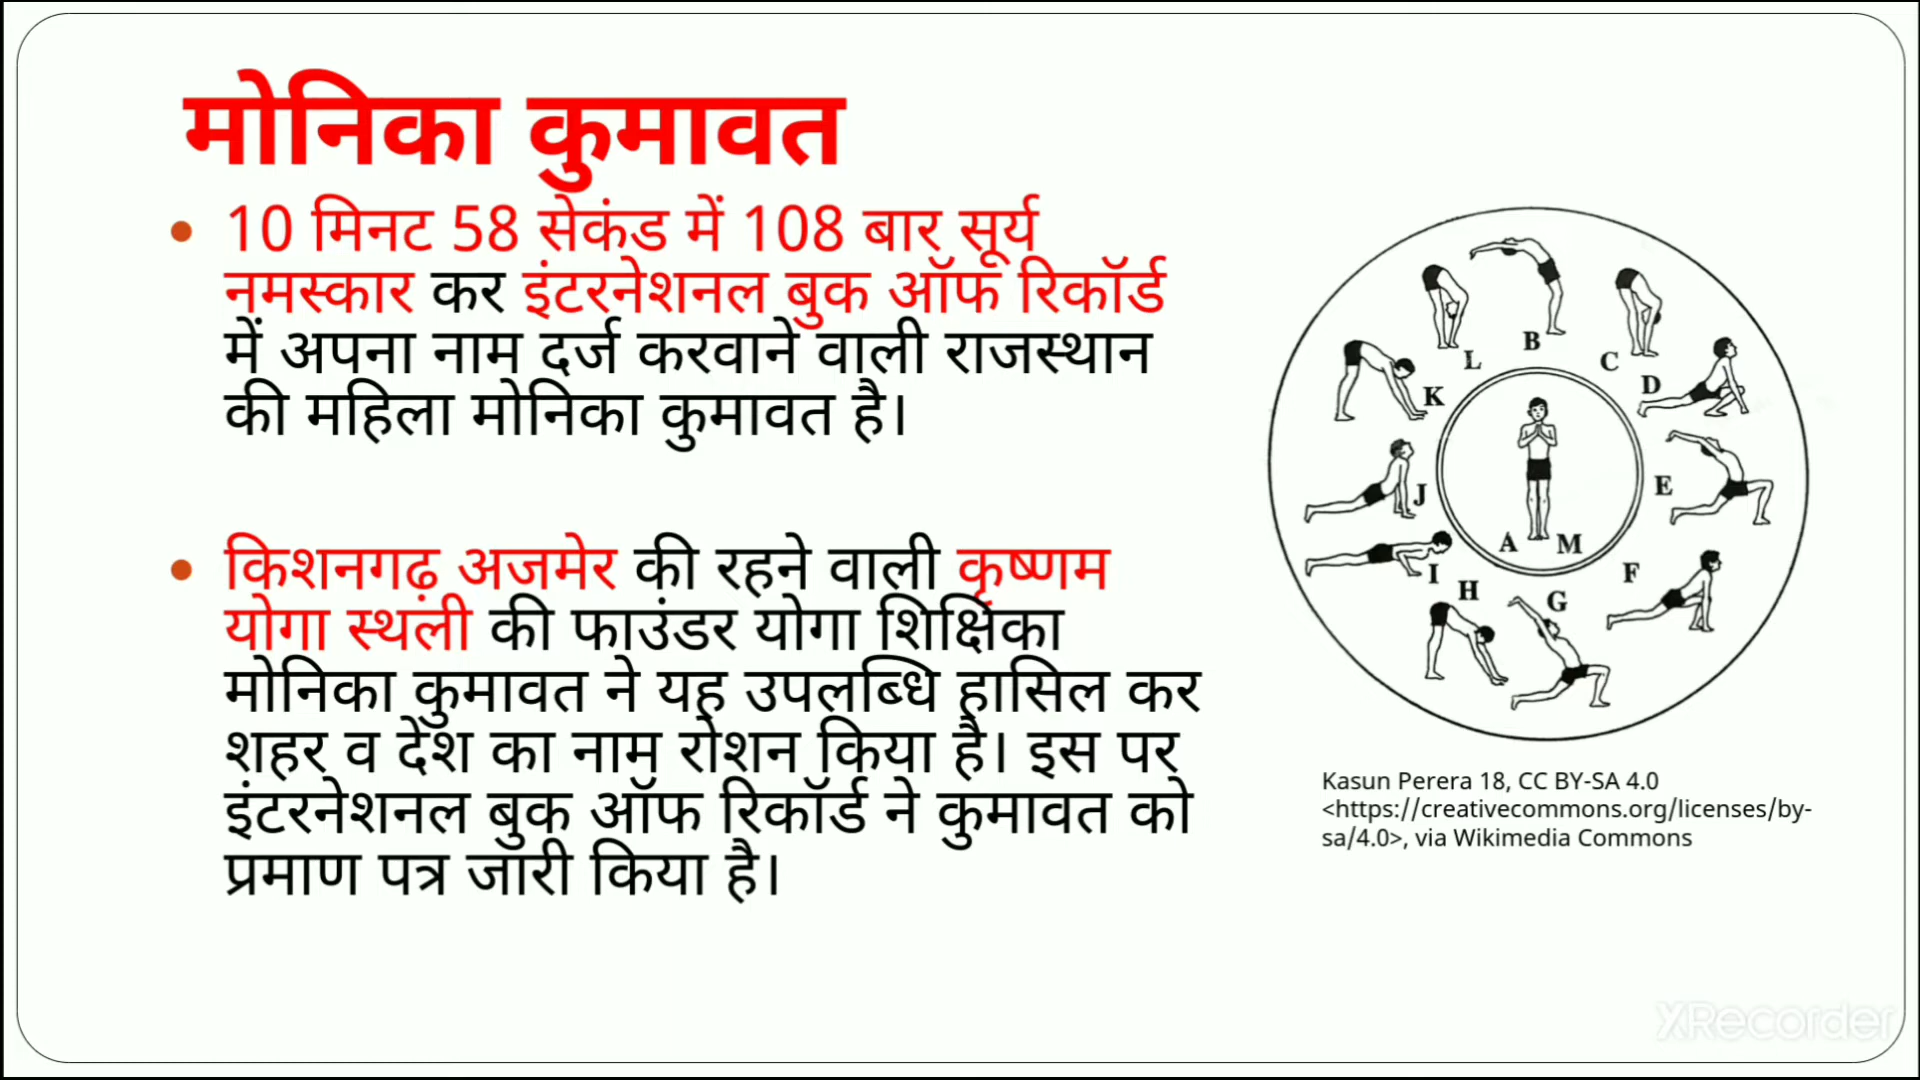 मोनिका कुमावत
10 मिनट 58 सेकंड में 108 बार सूर्य
नमस्कार कर इंटरनेशनल बुक ऑफ रिकॉर्ड
में अपना नाम दर्ज करवाने वाली राजस्थान
की महिला मोनिका कुमावत है।
किशनगढ़ अजमेर की रहने वाली कृष्णम
योगा स्थली की फाउंडर योगा शिक्षिका
मोनिका कुमावत ने यह उपलब्धि हासिल कर
शहर व देश का नाम रोशन किया है। इस पर
इंटरनेशनल बुक ऑफ रिकॉर्ड ने कुमावत को
प्रमाण पत्र जारी किया है।
B
L
C
D
K
E
J
A M
I
F
H
G
Kasun Perera 18, CC BY-SA 4.0
<https://creativecommons.org/licenses/by-
sa/4.0>, via Wikimedia Commons
XRecorder